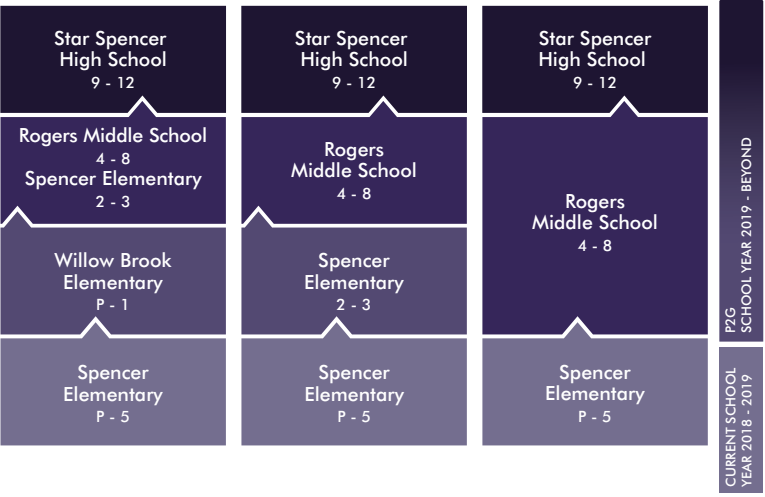 Star Spencer
High School
9 - 12
Rogers Middle School
4 - 8
Spencer Elementary
2 - 3
Willow Brook
Elementary
P - 1
Spencer
Elementary
P - 5
Star Spencer
High School
9 - 12
Rogers
Middle School
4 - 8
Spencer
Elementary
2 - 3
Spencer
Elementary
P - 5
Star Spencer
High School
9 - 12
Rogers
Middle School
4 - 8
Spencer
Elementary
P - 5
P2G
SCHOOL YEAR 2019 - BEYOND
CURRENT SCHOOL
YEAR 2018 - 2019